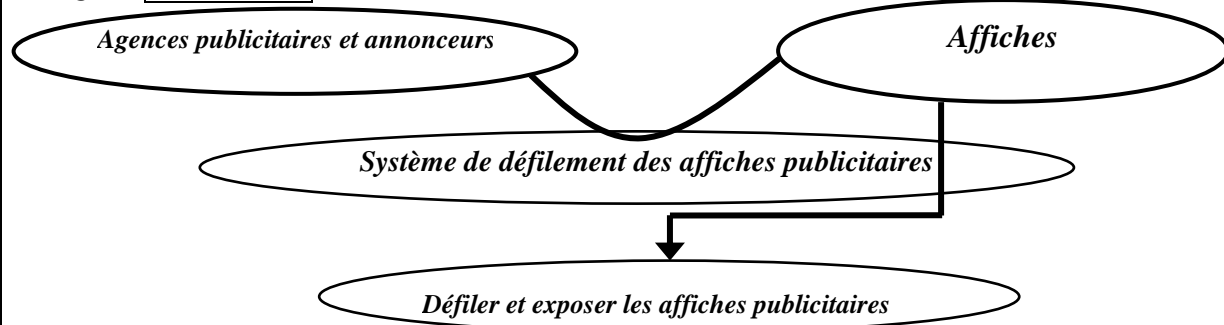 Agences publicitaires et annonceurs
Affiches
Système de défilement des affiches publicitaires
Défiler et exposer les affiches publicitaires